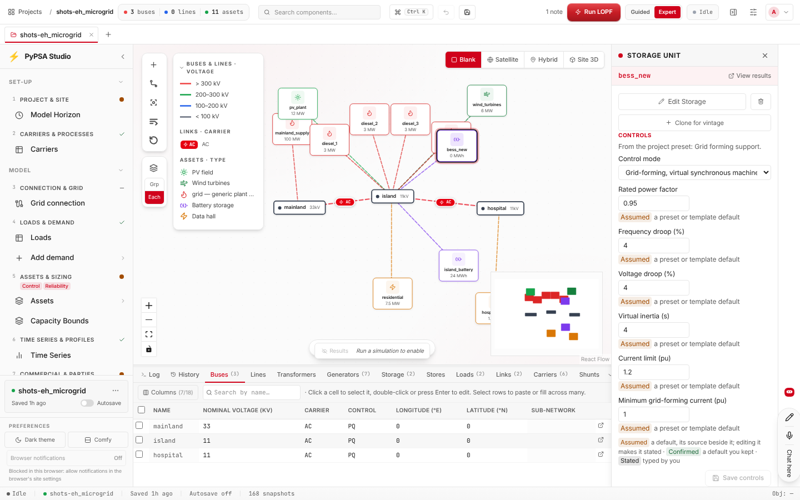 Projects / shots-eh_microgrid
3 buses
0 lines
11 assets
Search components...
Ctrl K
1 note
Run LOPF
Guided
Expert
Idle
A
shots-eh_microgrid
PyPSA Studio
SET-UP
1 PROJECT & SITE
Model Horizon
2 CARRIERS & PROCESSES
Carriers
MODEL
3 CONNECTION & GRID
Grid connection
4 LOADS & DEMAND
Loads
Add demand
5 ASSETS & SIZING
Control Reliability
Assets
Capacity Bounds
6 TIME SERIES & PROFILES
Time Series
shots-eh_microgrid
Saved 1h ago
Autosave
PREFERENCES
Dark theme
Comfy
Browser notifications
Off
Blocked in this browser: allow notifications in the
browser's site settings
Grp
Each
BUSES & LINES ·
VOLTAGE
> 300 kV
200–300 kV
100–200 kV
< 100 kV
LINKS · CARRIER
AC AC
ASSETS · TYPE
PV field
Wind turbines
grid — generic plant ...
Battery storage
Data hall
Blank
Satellite
Hybrid
Site 3D
pv_plant
mainland_supply
100 MW
diesel_1
3 MW
diesel_2
3 MW
diesel_3
3 MW
wind_turbines
8 MW
bess_new
0 MWh
mainland 33kV
AC
island 11kV
AC
hospital 11kV
island_battery
24 MWh
residential
7.5 MW
Results
Run a simulation to enable
React Flow
Log
History
Buses (3)
Lines
Transformers
Generators (7)
Storage (2)
Stores
Loads (2)
Links (2)
Carriers (6)
Shunts
Columns (7/18)
Search by name...
· Click a cell to select it, double-click or press Enter to edit. Select rows to paste or fill across many.
NAME
NOMINAL VOLTAGE (KV)
CARRIER
CONTROL
LONGITUDE (°E)
LATITUDE (°N)
SUB-NETWORK
mainland 33 AC PQ 0 0
island 11 AC PQ 0 0
hospital 11 AC PQ 0 0
STORAGE UNIT
bess_new
View results
Edit Storage
Clone for vintage
CONTROLS
From the project preset: Grid forming support.
Control mode
Grid-forming, virtual synchronous machine
Rated power factor
0.95
Assumed a preset or template default
Frequency droop (%)
4
Assumed a preset or template default
Voltage droop (%)
4
Assumed a preset or template default
Virtual inertia (s)
4
Assumed a preset or template default
Current limit (pu)
1.2
Assumed a preset or template default
Minimum grid-forming current (pu)
1
Assumed a preset or template default
Assumed a default, its source beside it; editing it
makes it stated · Confirmed a default you kept ·
Stated typed by you
Save controls
Chat here
Idle
shots-eh_microgrid
Saved 1h ago
Autosave off
168 snapshots
Obj: —